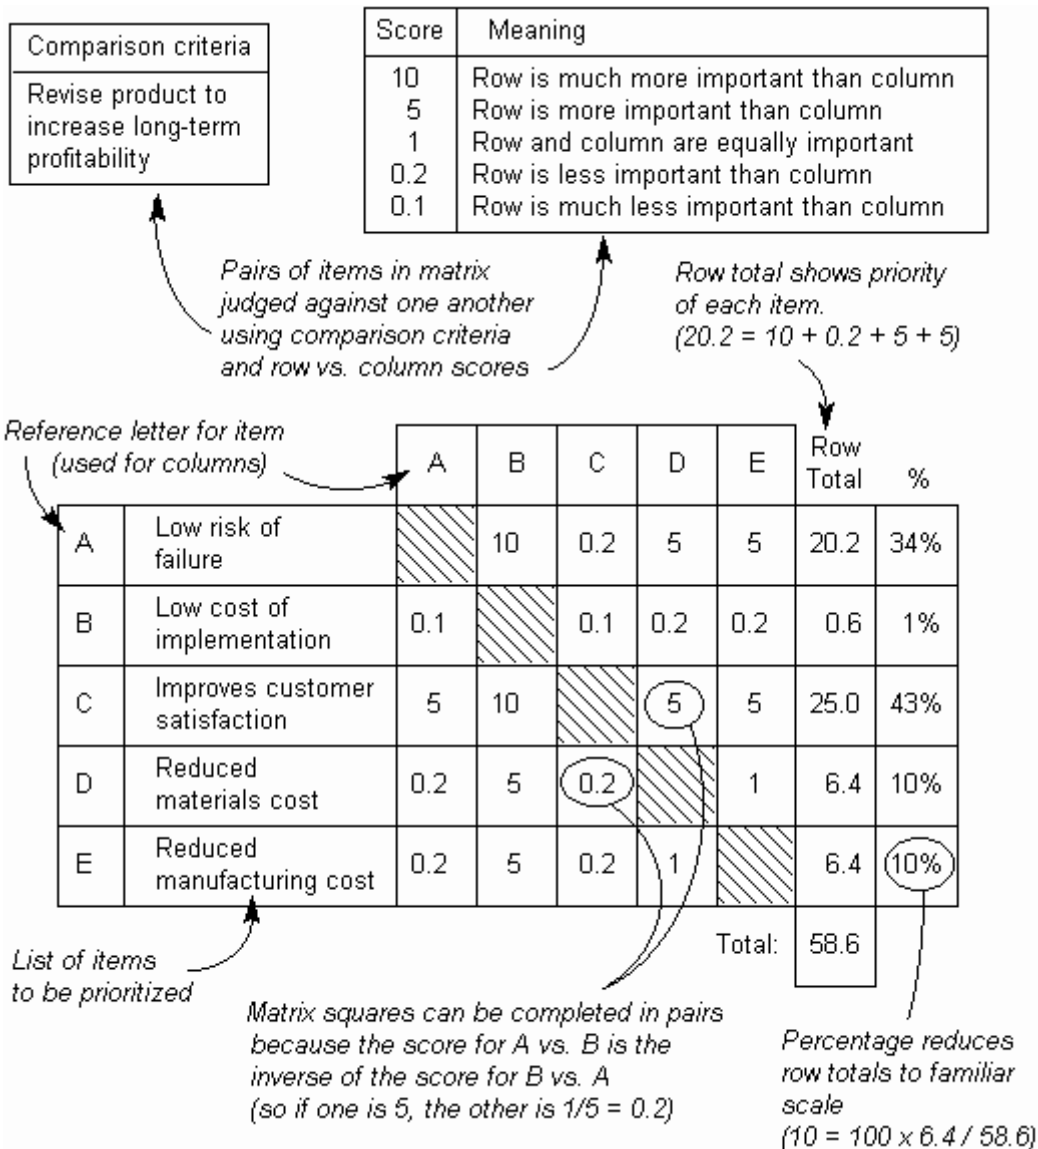 Comparison criteria
Revise product to
increase long-term
profitability
Score Meaning
10 Row is much more important than column
5 Row is more important than column
1 Row and column are equally important
0.2 Row is less important than column
0.1 Row is much less important than column
Pairs of items in matrix
judged against one another
using comparison criteria
and row vs. column scores
Row total shows priority
of each item.
(20.2 = 10 + 0.2 + 5 + 5)
Reference letter for item
(used for columns)
A B C D E Row Total %
A Low risk of failure 10 0.2 5 5 20.2 34%
B Low cost of implementation 0.1 0.1 0.2 0.2 0.6 1%
C Improves customer satisfaction 5 10 5 5 25.0 43%
D Reduced materials cost 0.2 5 0.2 1 6.4 10%
E Reduced manufacturing cost 0.2 5 0.2 1 6.4 10%
Total: 58.6
List of items
to be prioritized
Matrix squares can be completed in pairs
because the score for A vs. B is the
inverse of the score for B vs. A
(so if one is 5, the other is 1/5 = 0.2)
Percentage reduces
row totals to familiar
scale
(10 = 100 x 6.4 / 58.6)